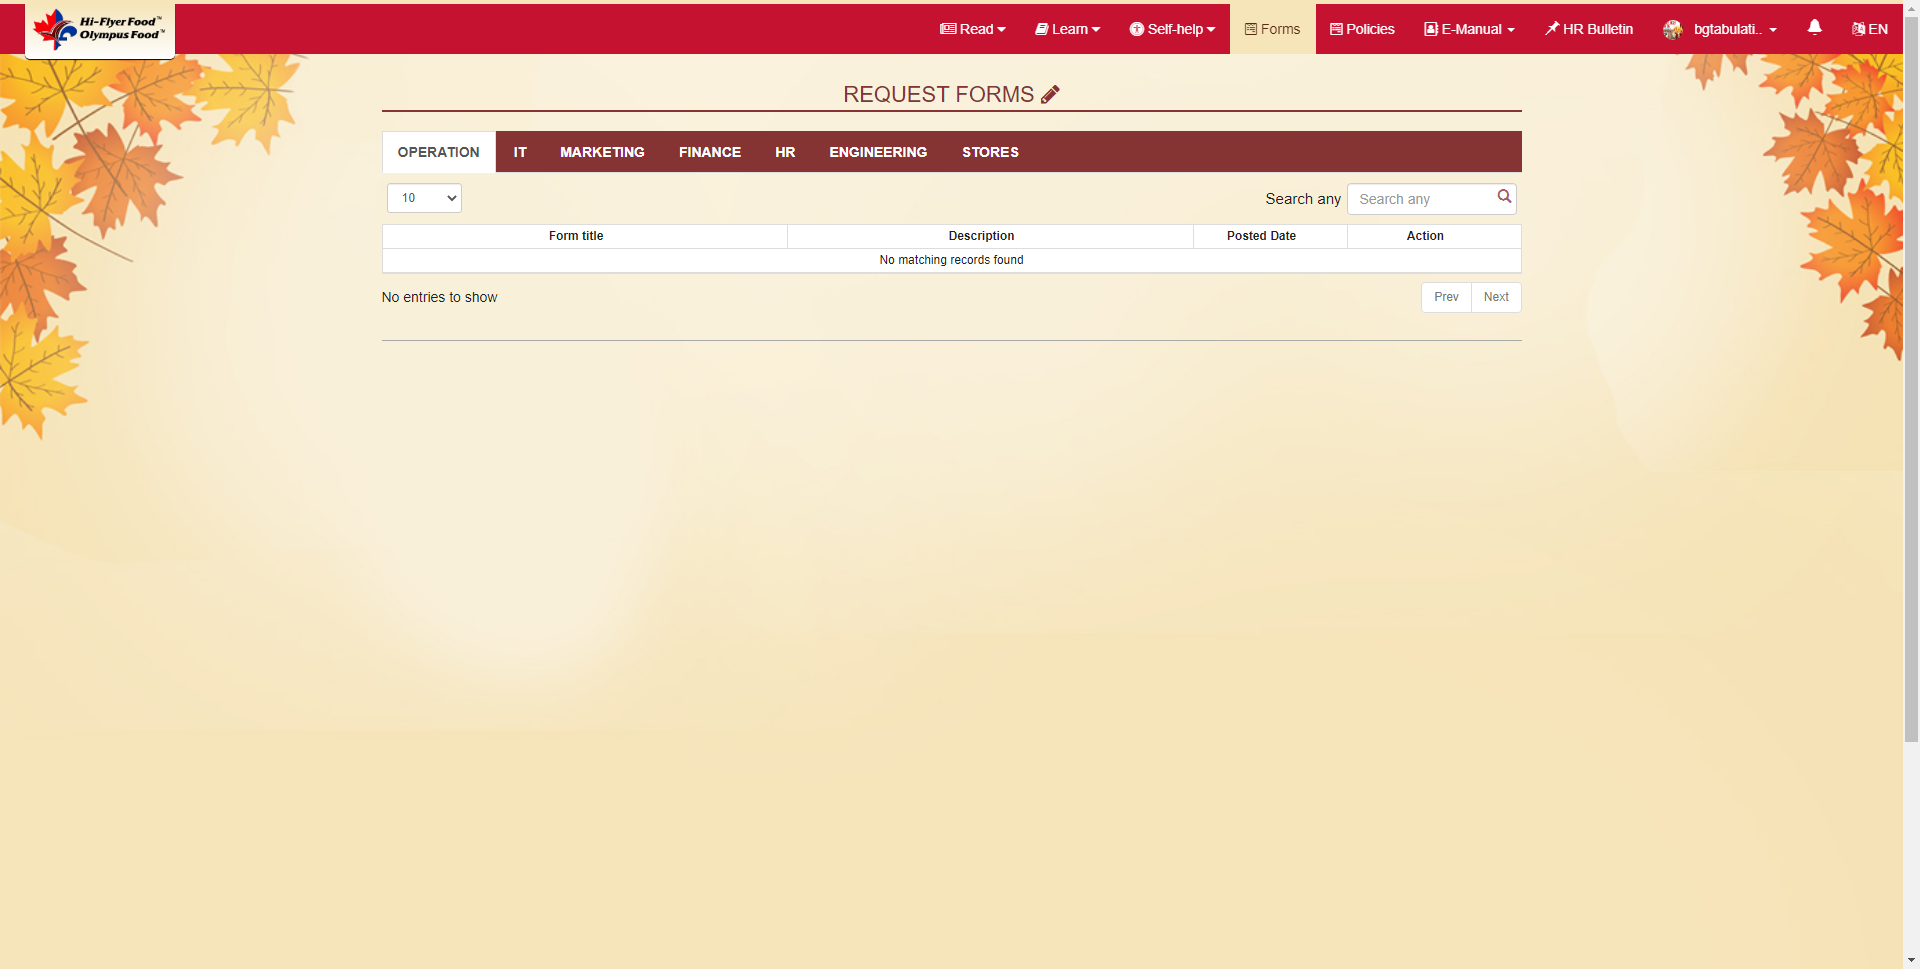 Hi-Flyer Food™
Olympus Food™
Read
Learn
Self-help
Forms
Policies
E-Manual
HR Bulletin
bgtabulati..
EN
REQUEST FORMS
OPERATION IT MARKETING FINANCE HR ENGINEERING STORES
10
Search any Search any
Form title Description Posted Date Action
No matching records found
No entries to show
Prev Next